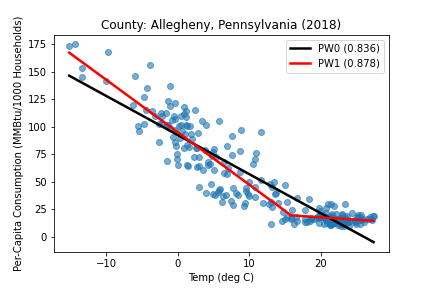 County: Allegheny, Pennsylvania (2018)
PW0 (0.836)
PW1 (0.878)
Per-Capita Consumption (MMBtu/1000 Households)
175
150
125
100
75
50
25
0
−10
0
10
20
Temp (deg C)